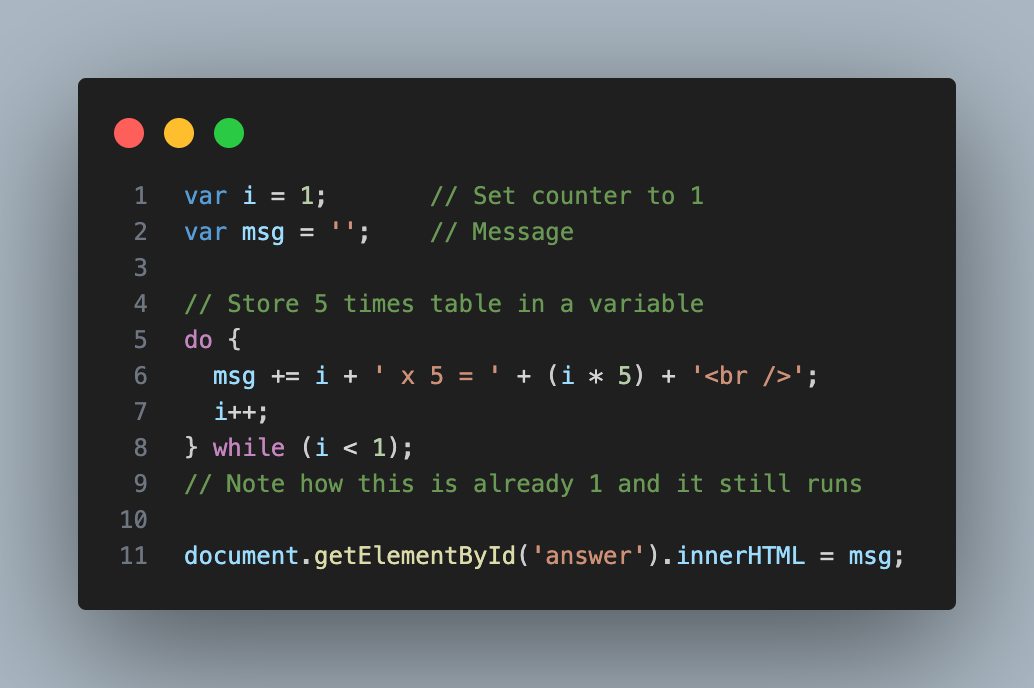 1 var i = 1;       // Set counter to 1
2 var msg = '';    // Message
3
4 // Store 5 times table in a variable
5 do {
6   msg += i + ' x 5 = ' + (i * 5) + '<br />';
7   i++;
8 } while (i < 1);
9 // Note how this is already 1 and it still runs
10
11 document.getElementById('answer').innerHTML = msg;